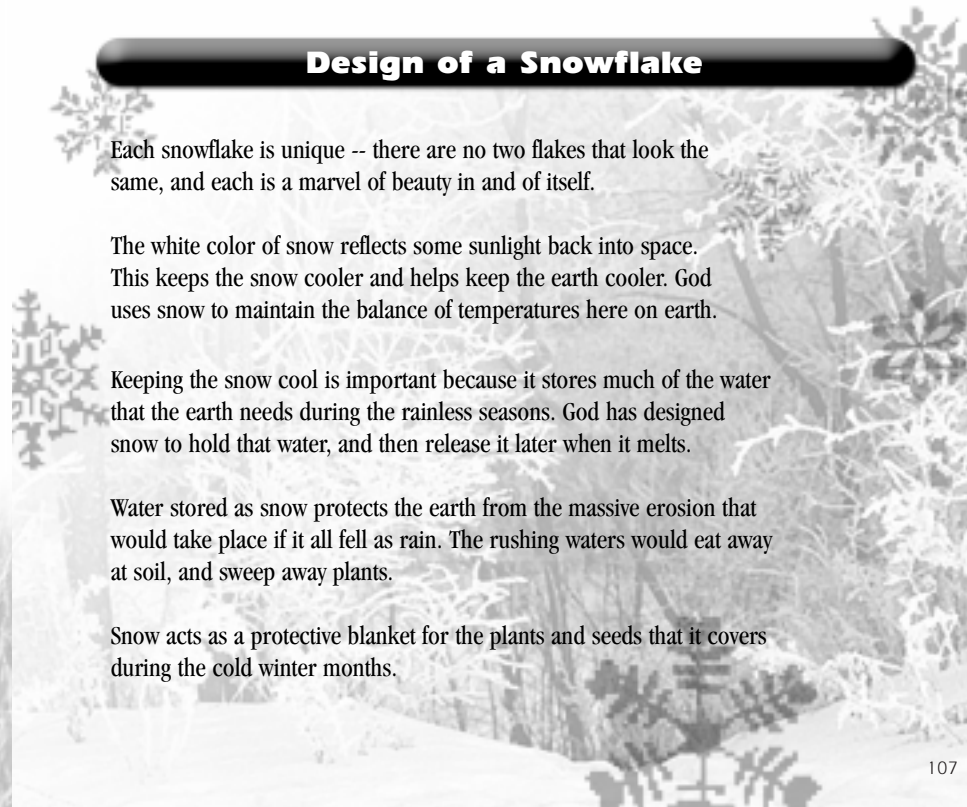 Design of a Snowflake
Each snowflake is unique -- there are no two flakes that look the
same, and each is a marvel of beauty in and of itself.
The white color of snow reflects some sunlight back into space.
This keeps the snow cooler and helps keep the earth cooler. God
uses snow to maintain the balance of temperatures here on earth.
Keeping the snow cool is important because it stores much of the water
that the earth needs during the rainless seasons. God has designed
snow to hold that water, and then release it later when it melts.
Water stored as snow protects the earth from the massive erosion that
would take place if it all fell as rain. The rushing waters would eat away
at soil, and sweep away plants.
Snow acts as a protective blanket for the plants and seeds that it covers
during the cold winter months.
107